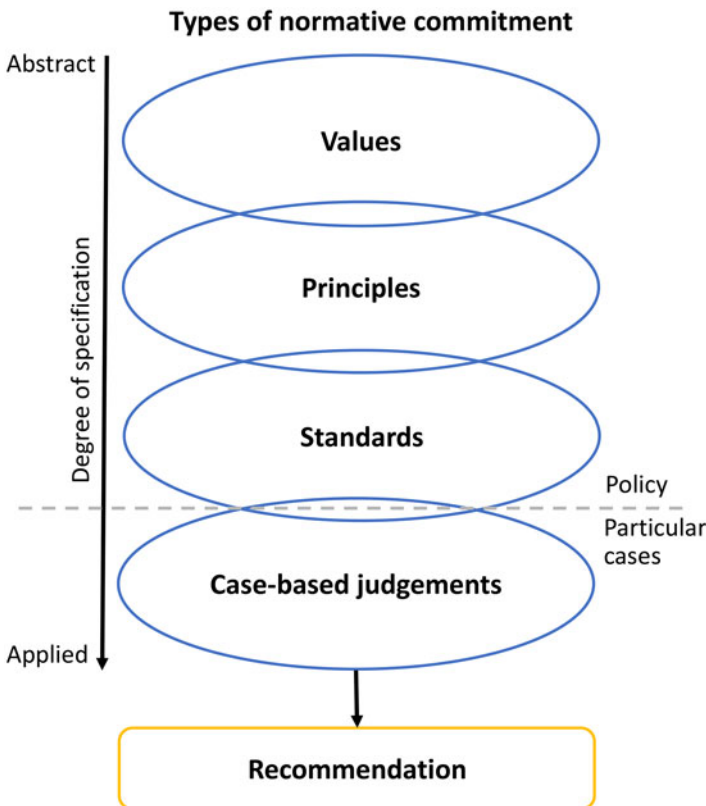 Types of normative commitment
Abstract
Values
Principles
Degree of specification
Standards
Policy
Particular
cases
Case-based judgements
Applied
Recommendation